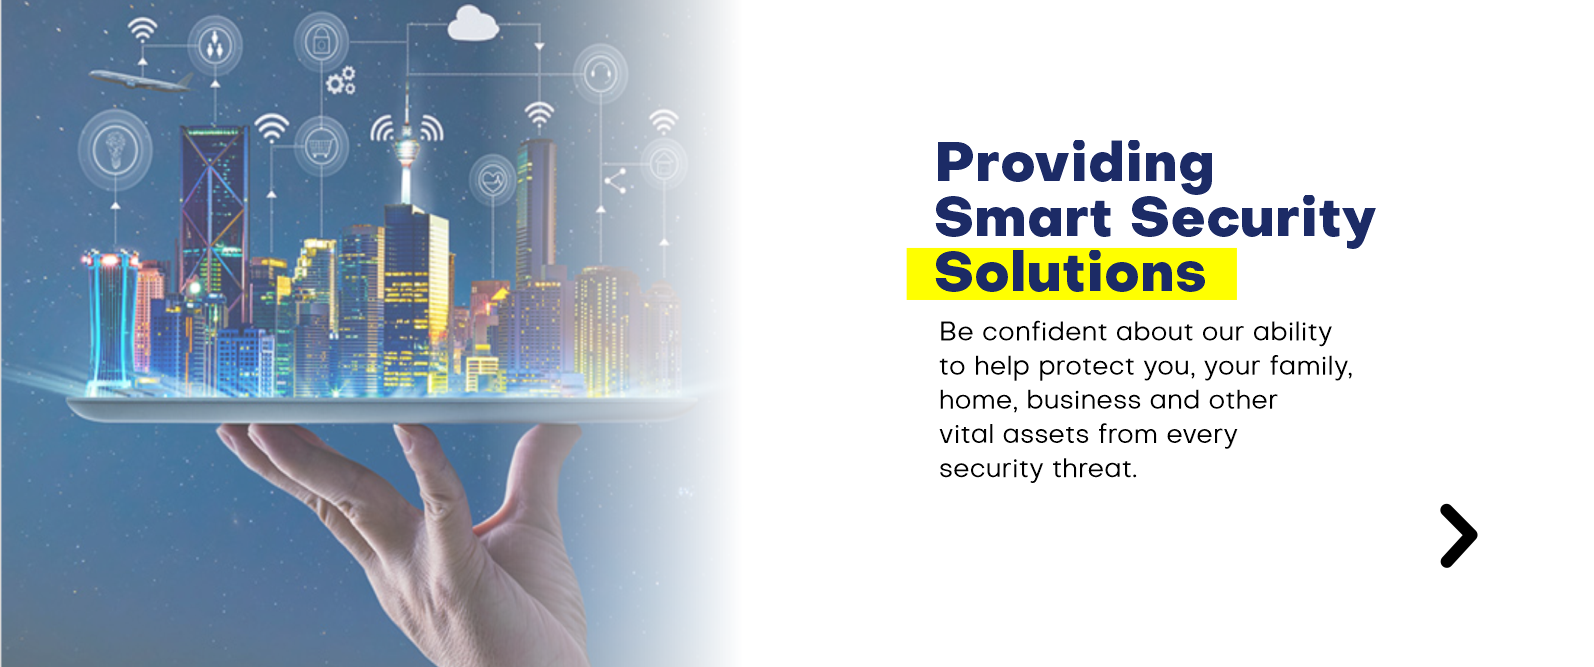 Providing
Smart Security
Solutions
Be confident about our ability
to help protect you, your family,
home, business and other
vital assets from every
security threat.